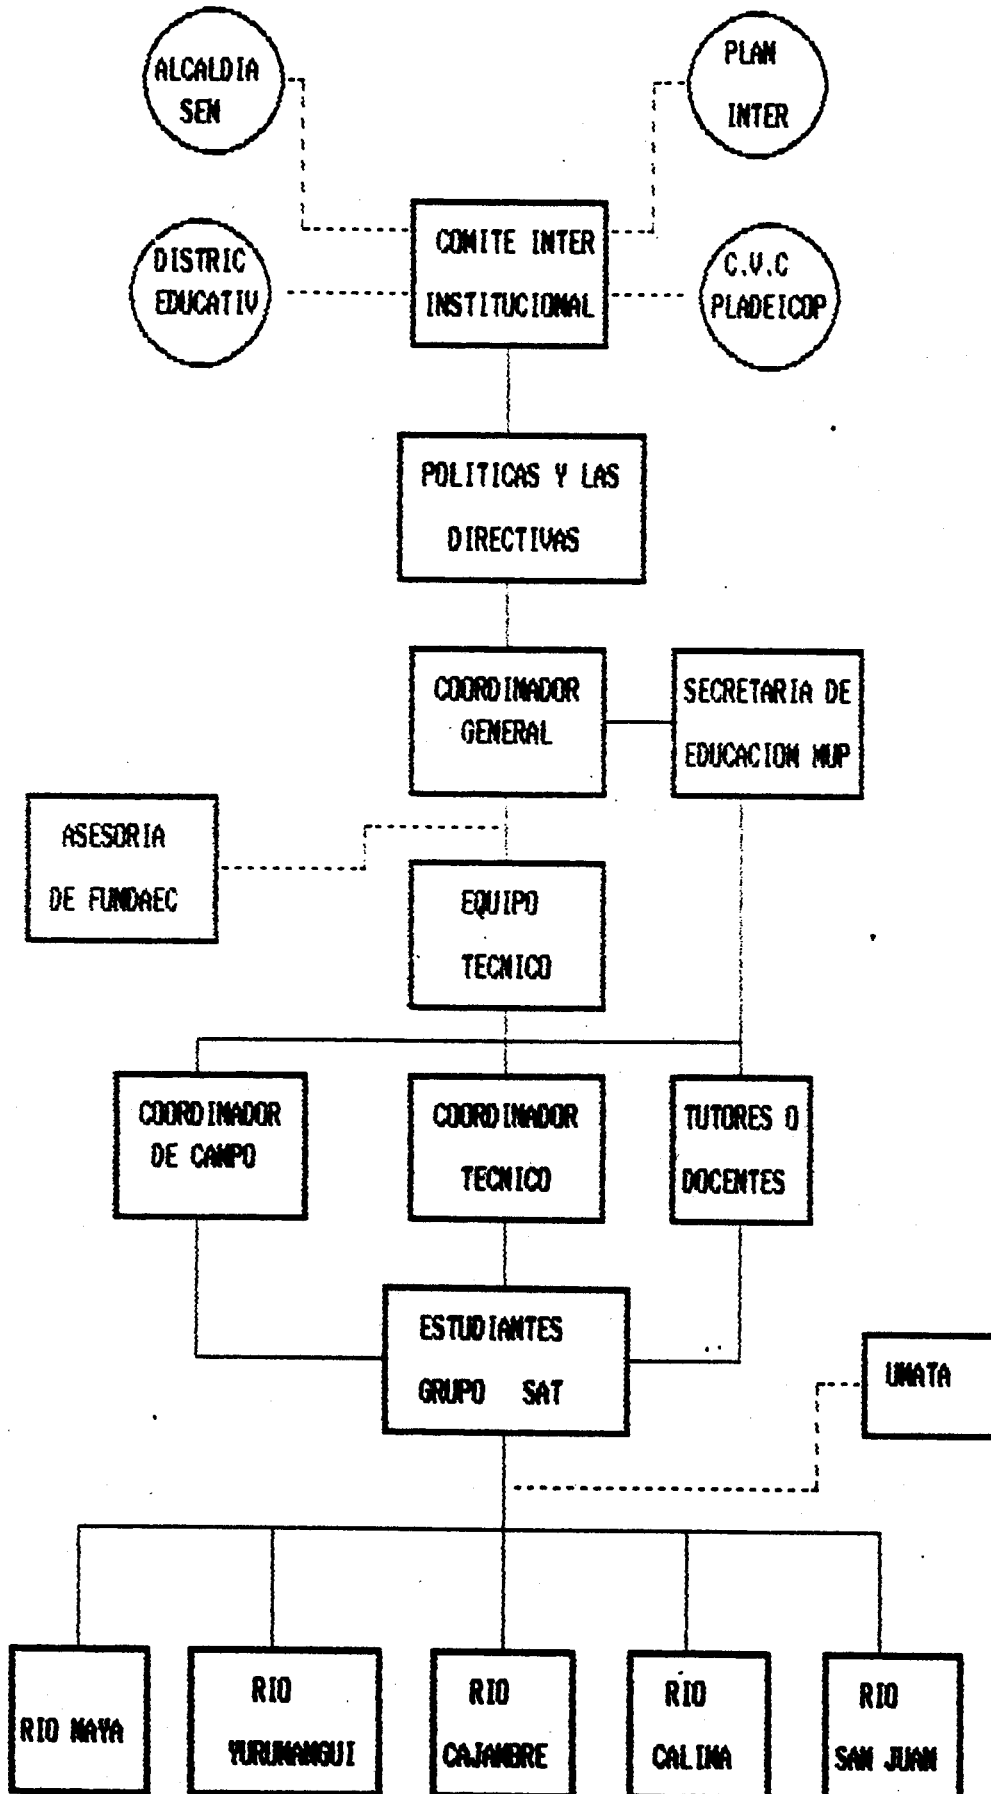 ALCALDIA
SEM
PLAN
INTER
COMITE INTER
INSTITUCIONAL
DISTRIC
EDUCATIV
C.V.C
PLADEICOP
POLITICAS Y LAS
DIRECTIVAS
COORDINADOR
GENERAL
SECRETARIA DE
EDUCACION MUP
ASESORIA
DE FUNDAEC
EQUIPO
TECNICO
COORDINADOR
DE CAMPO
COORDINADOR
TECNICO
TUTORES O
DOCENTES
ESTUDIANTES
GRUPO SAT
UMATA
RIO NAYA
RIO
YURUMANGUI
RIO
CAJAMBRE
RIO
CALIMA
RIO
SAN JUAN